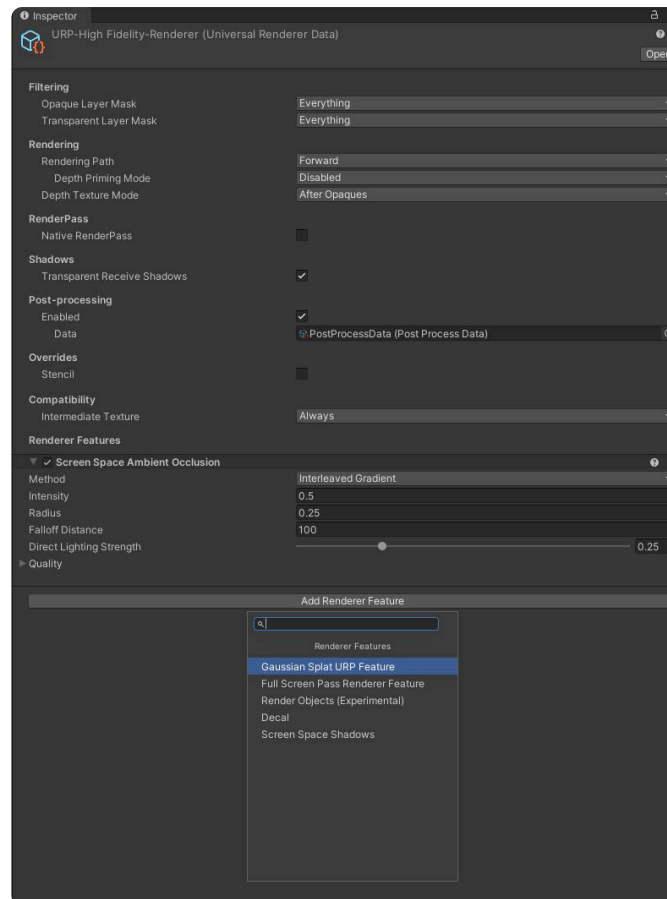 Inspector
URP-High Fidelity-Renderer (Universal Renderer Data)
Open
Filtering
Opaque Layer Mask Everything
Transparent Layer Mask Everything
Rendering
Rendering Path Forward
Depth Priming Mode Disabled
Depth Texture Mode After Opaques
RenderPass
Native RenderPass
Shadows
Transparent Receive Shadows
Post-processing
Enabled
Data PostProcessData (Post Process Data)
Overrides
Stencil
Compatibility
Intermediate Texture Always
Renderer Features
Screen Space Ambient Occlusion
Method Interleaved Gradient
Intensity 0.5
Radius 0.25
Falloff Distance 100
Direct Lighting Strength 0.25
Quality
Add Renderer Feature
Renderer Features
Gaussian Splat URP Feature
Full Screen Pass Renderer Feature
Render Objects (Experimental)
Decal
Screen Space Shadows